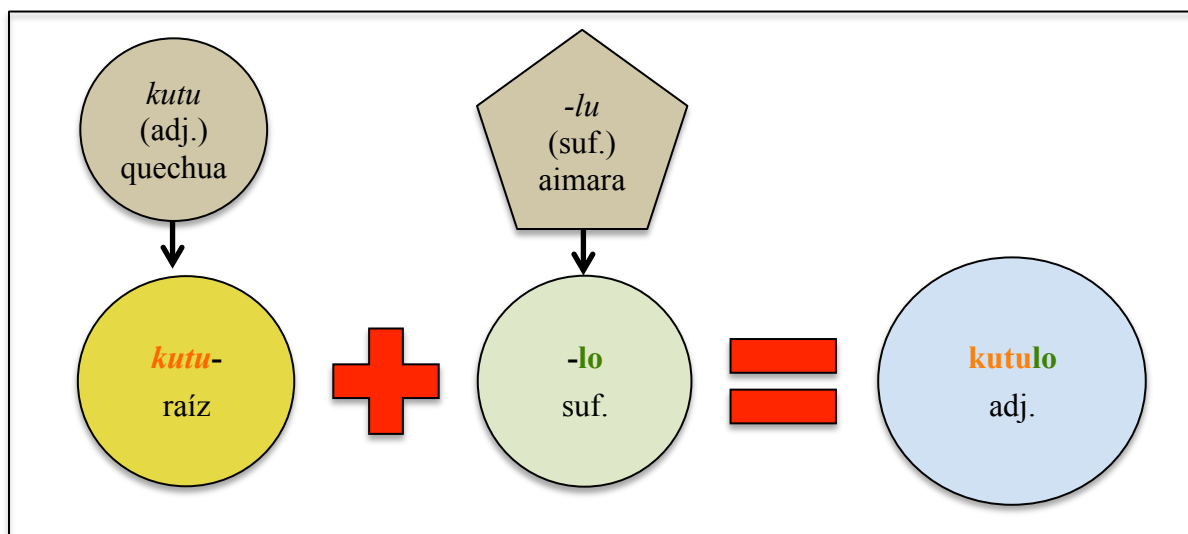 kutu
(adj.)
quechua
-lu
(suf.)
aimara
kutu-
raíz
-lo
suf.
kutulo
adj.